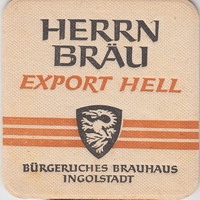 HERRN
BRÄU
EXPORT HELL
BÜRGERLICHES BRAUHAUS
INGOLSTADT